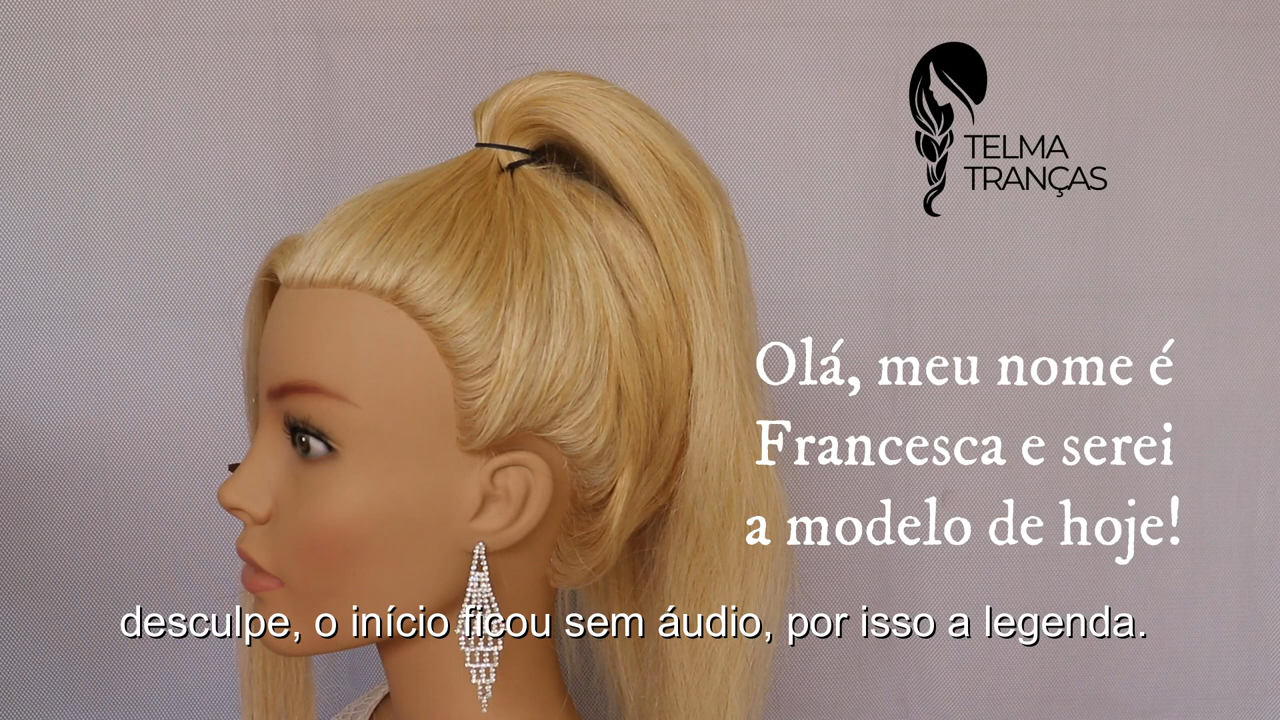 TELMA
TRANÇAS
Olá, meu nome é
Francesca e serei
a modelo de hoje!
desculpe, o início ficou sem áudio, por isso a legenda.